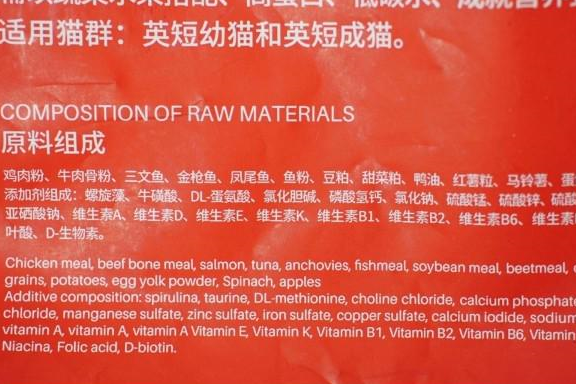 适用猫群：英短幼猫和英短成猫。
COMPOSITION OF RAW MATERIALS
原料组成
鸡肉粉、牛肉骨粉、三文鱼、金枪鱼、凤尾鱼、鱼粉、豆粕、甜菜粕、鸭油、红薯粒、马铃薯、蛋
添加剂组成：螺旋藻、牛磺酸、DL-蛋氨酸、氯化胆碱、磷酸氢钙、氯化钠、硫酸锰、硫酸锌、硫酸
亚硒酸钠、维生素A、维生素D、维生素E、维生素K、维生素B1、维生素B2、维生素B6、维生素
叶酸、D-生物素。
Chicken meal, beef bone meal, salmon, tuna, anchovies, fishmeal, soybean meal, beetmeal,
grains, potatoes, egg yolk powder, Spinach, apples
Additive composition: spirulina, taurine, DL-methionine, choline chloride, calcium phosphate
chloride, manganese sulfate, zinc sulfate, iron sulfate, copper sulfate, calcium iodide, sodium
vitamin A, vitamin A, vitamin A Vitamin E, Vitamin K, Vitamin B1, Vitamin B2, Vitamin B6, Vitamin
Niacina, Folic acid, D-biotin.